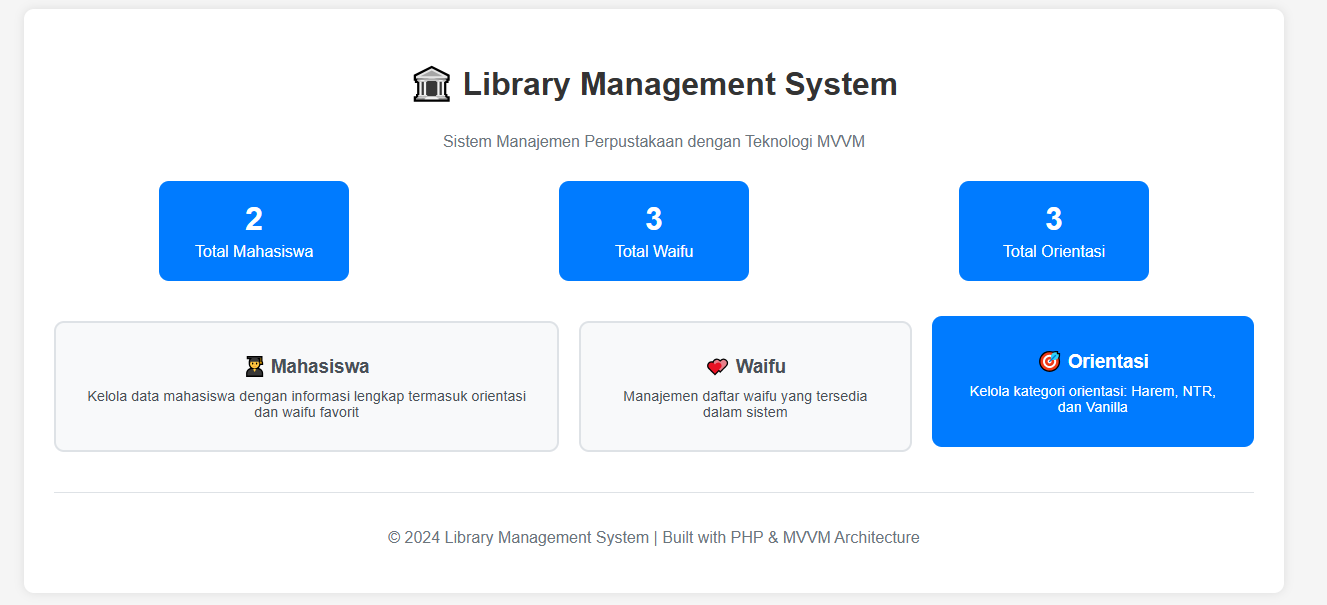 🏛️ Library Management System
Sistem Manajemen Perpustakaan dengan Teknologi MVVM
2
Total Mahasiswa
3
Total Waifu
3
Total Orientasi
👨‍🎓 Mahasiswa
Kelola data mahasiswa dengan informasi lengkap termasuk orientasi
dan waifu favorit
💕 Waifu
Manajemen daftar waifu yang tersedia
dalam sistem
🎯 Orientasi
Kelola kategori orientasi: Harem, NTR,
dan Vanilla
© 2024 Library Management System | Built with PHP & MVVM Architecture